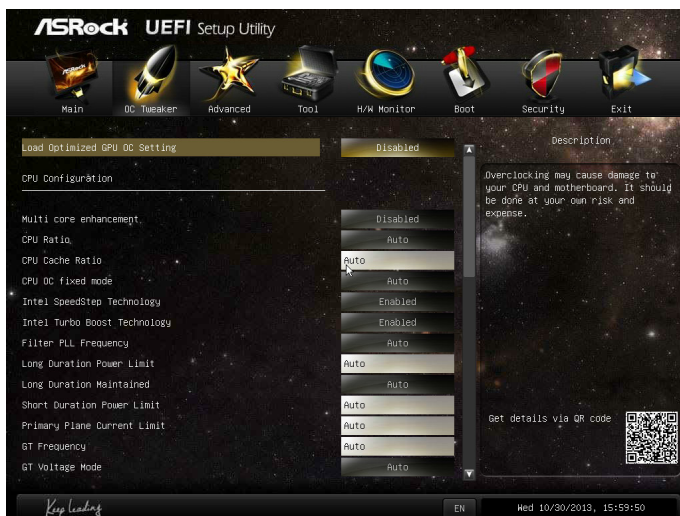 ASRock UEFI Setup Utility
Main OC Tweaker Advanced Tool H/W Monitor Boot Security Exit
Load Optimized GPU OC Setting Disabled
CPU Configuration
Multi core enhancement Disabled
CPU Ratio Auto
CPU Cache Ratio Auto
CPU OC fixed mode Auto
Intel SpeedStep Technology Enabled
Intel Turbo Boost Technology Enabled
Filter PLL Frequency Auto
Long Duration Power Limit Auto
Long Duration Maintained Auto
Short Duration Power Limit Auto
Primary Plane Current Limit Auto
GT Frequency Auto
GT Voltage Mode Auto
Description
Overclocking may cause damage to
your CPU and motherboard. It should
be done at your own risk and
expense.
Get details via QR code
Keep Leading
EN
Wed 10/30/2013, 15:59:50